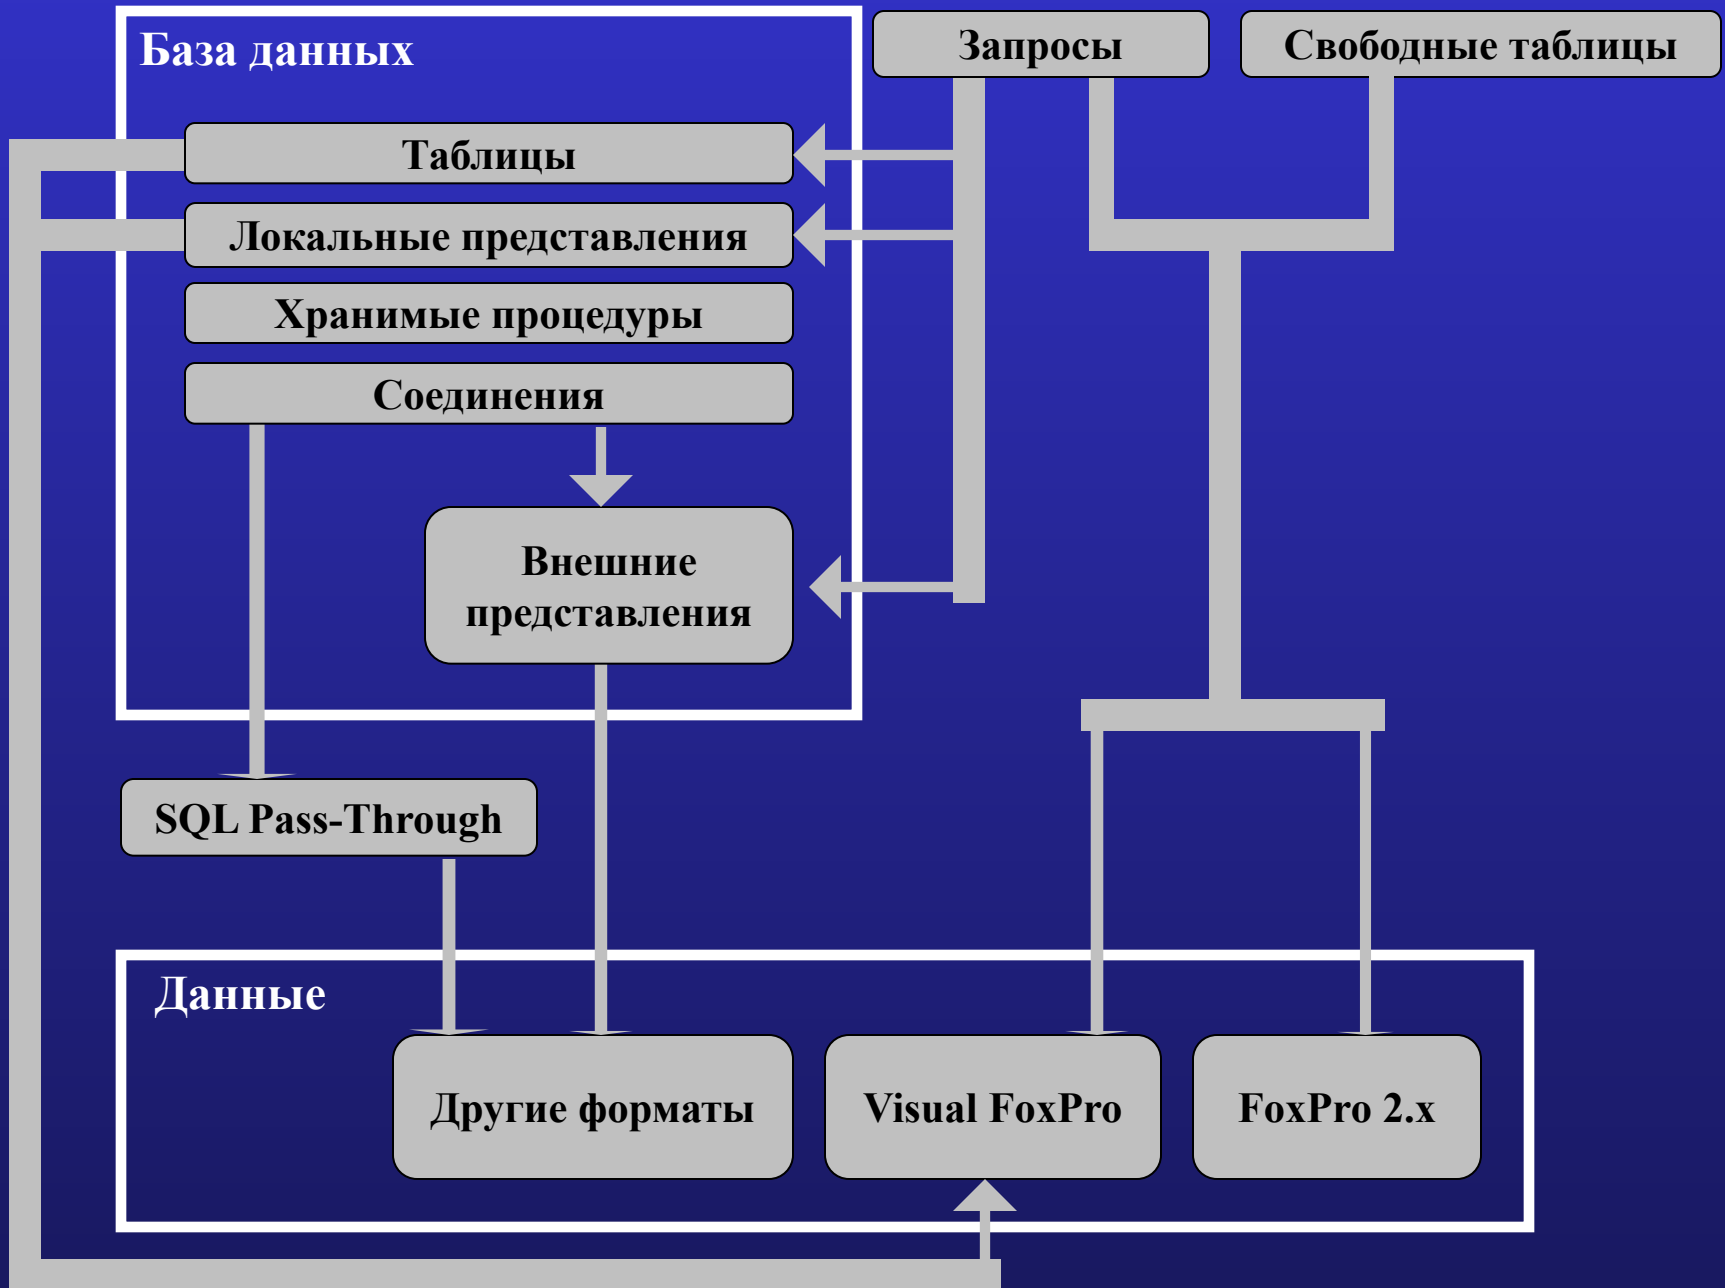 База данных
Запросы
Свободные таблицы
Таблицы
Локальные представления
Хранимые процедуры
Соединения
Внешние
представления
SQL Pass-Through
Данные
Другие форматы
Visual FoxPro
FoxPro 2.x